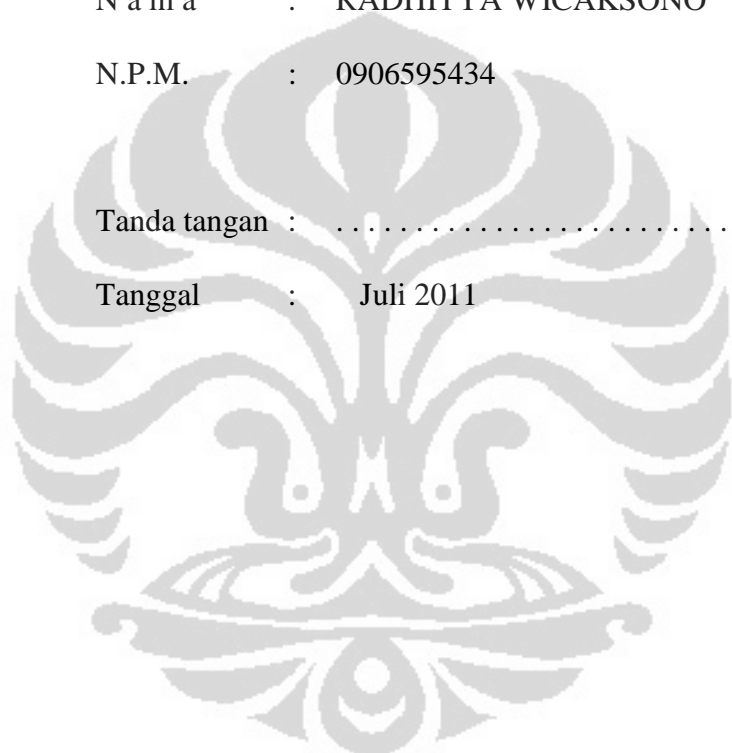 N a m a : RADHITYA WICAKSONO
N.P.M. : 0906595434
Tanda tangan : . . . . . . . . . . . . . . . . . . . . . . . . .
Tanggal : Juli 2011